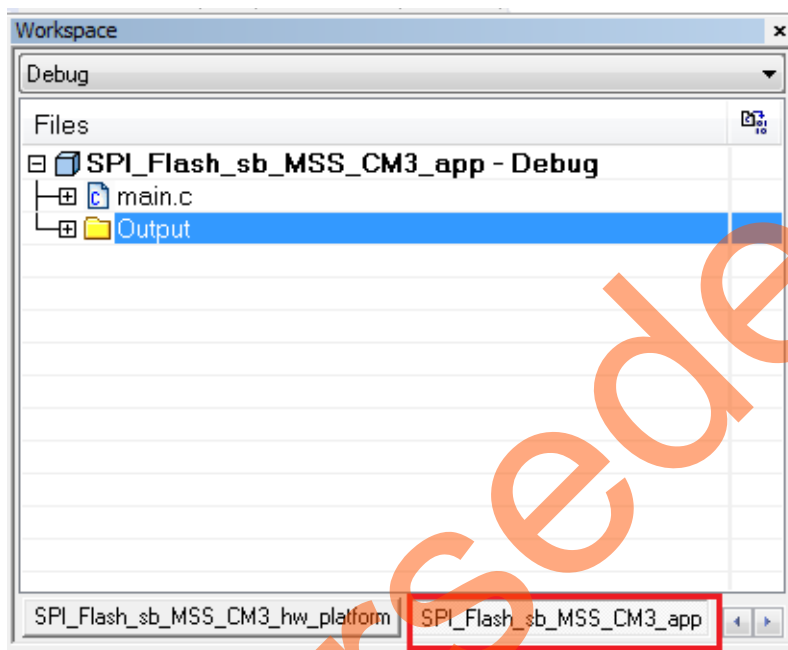 Workspace
Debug
Files
SPI_Flash_sb_MSS_CM3_app - Debug
main.c
Output
SPI_Flash_sb_MSS_CM3_hw_platform
SPI_Flash_sb_MSS_CM3_app